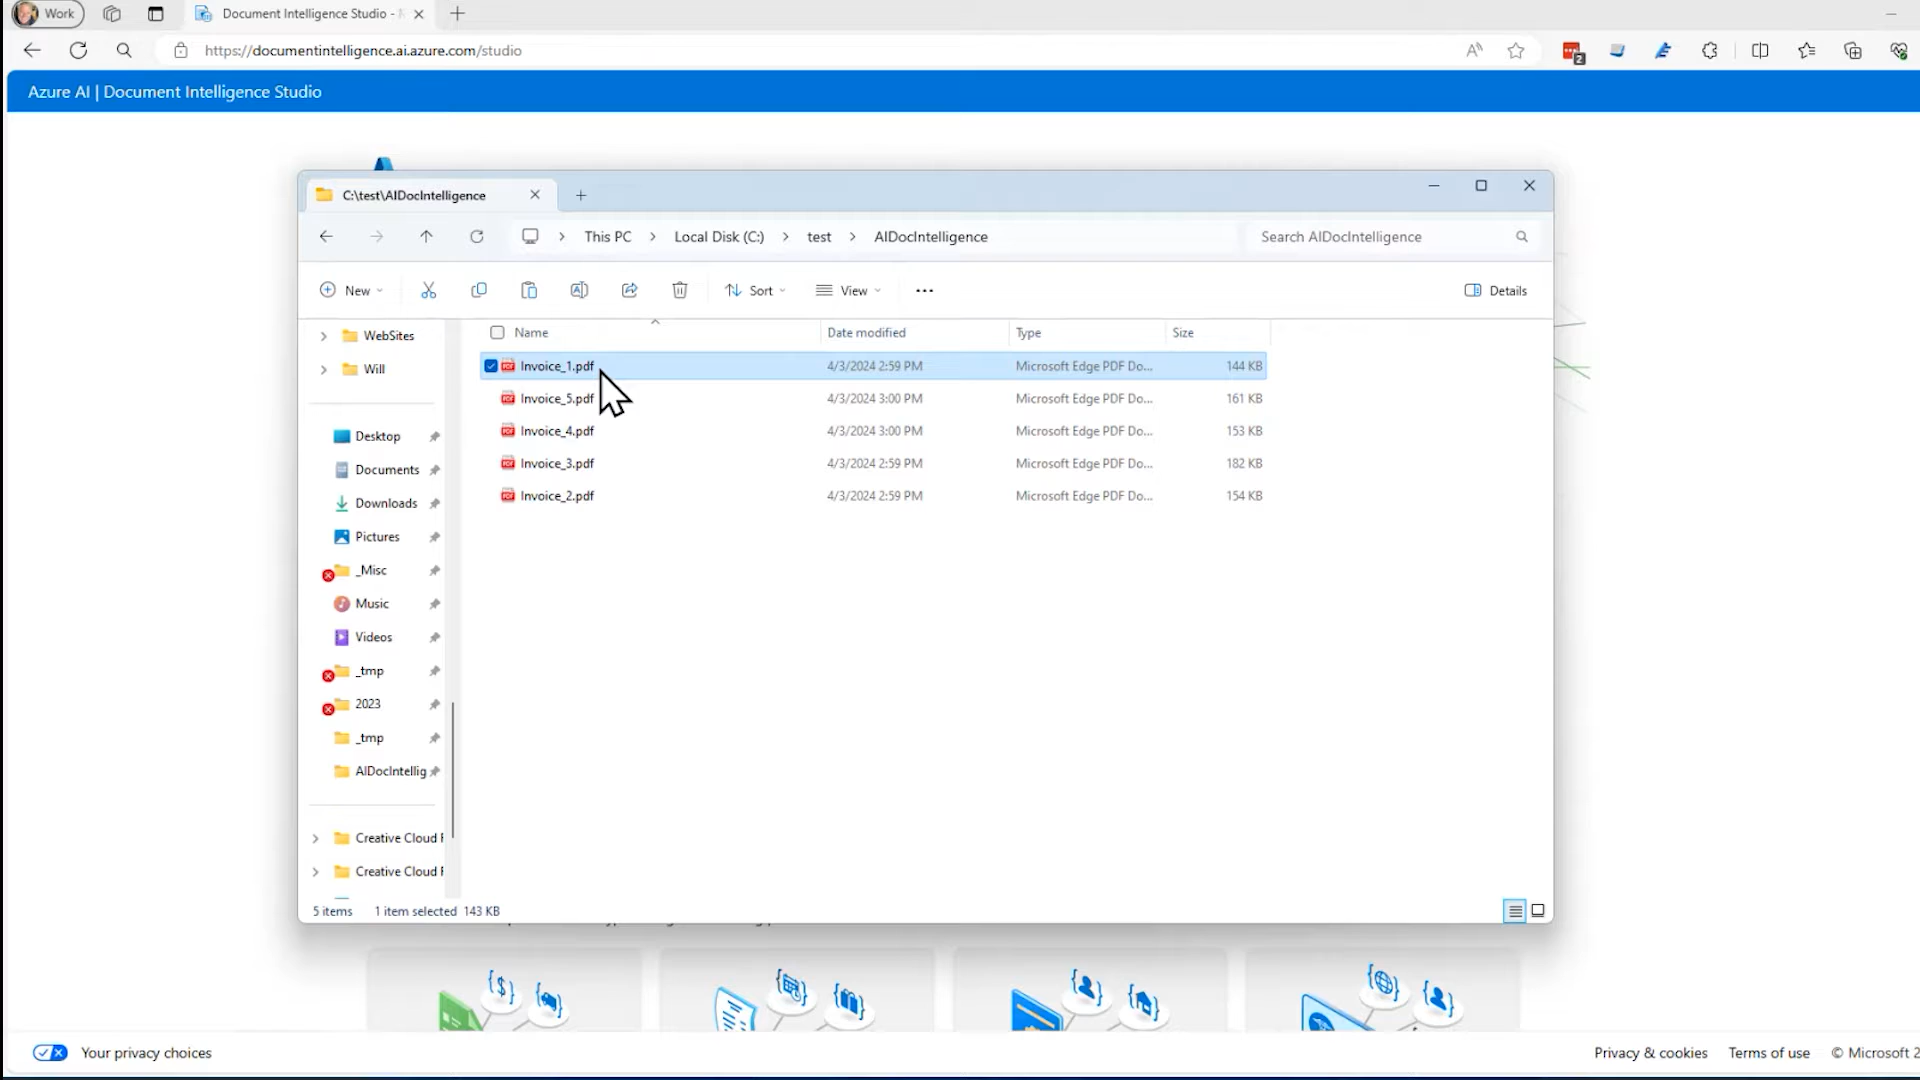 Work
Document Intelligence Studio -
https://documentintelligence.ai.azure.com/studio
2
Azure AI | Document Intelligence Studio
C:\test\AIDocIntelligence
This PC > Local Disk (C:) > test > AIDocIntelligence
Search AIDocIntelligence
New
Sort
View
Details
WebSites
Will
Desktop
Documents
Downloads
Pictures
_Misc
Music
Videos
_tmp
2023
_tmp
AIDocIntellig
Creative Cloud F
Creative Cloud F
Name Date modified Type Size
Invoice_1.pdf 4/3/2024 2:59 PM Microsoft Edge PDF Do... 144 KB
Invoice_5.pdf 4/3/2024 3:00 PM Microsoft Edge PDF Do... 161 KB
Invoice_4.pdf 4/3/2024 3:00 PM Microsoft Edge PDF Do... 153 KB
Invoice_3.pdf 4/3/2024 2:59 PM Microsoft Edge PDF Do... 182 KB
Invoice_2.pdf 4/3/2024 2:59 PM Microsoft Edge PDF Do... 154 KB
5 items 1 item selected 143 KB
Your privacy choices
Privacy & cookies Terms of use © Microsoft 2